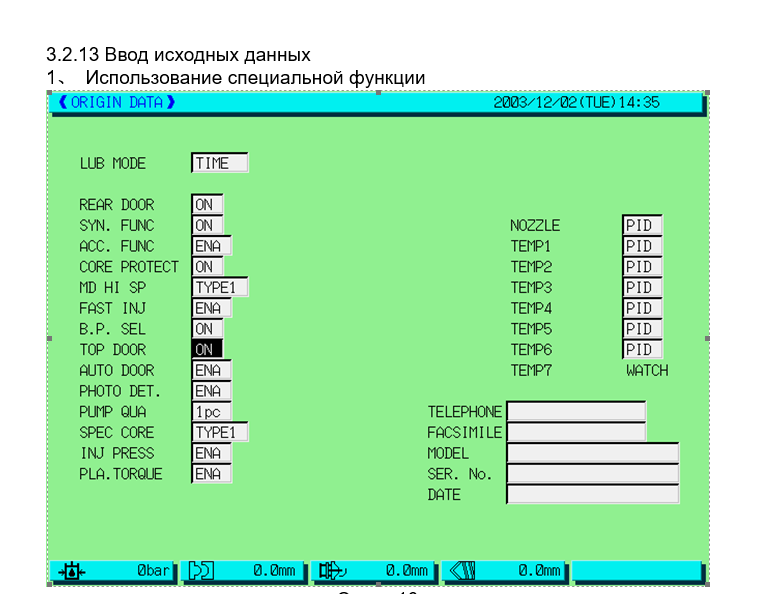 3.2.13 Ввод исходных данных
1、 Использование специальной функции
《ORIGIN DATA》 2003/12/02(TUE)14:35
LUB MODE TIME
REAR DOOR ON
SYN. FUNC ON NOZZLE PID
ACC. FUNC ENA TEMP1 PID
CORE PROTECT ON TEMP2 PID
MD HI SP TYPE1 TEMP3 PID
FAST INJ ENA TEMP4 PID
B.P. SEL ON TEMP5 PID
TOP DOOR ON TEMP6 PID
AUTO DOOR ENA TEMP7 WATCH
PHOTO DET. ENA
PUMP QUA 1pc TELEPHONE
SPEC CORE TYPE1 FACSIMILE
INJ PRESS ENA MODEL
PLA.TORQUE ENA SER. No.
DATE
0bar 0.0mm 0.0mm 0.0mm